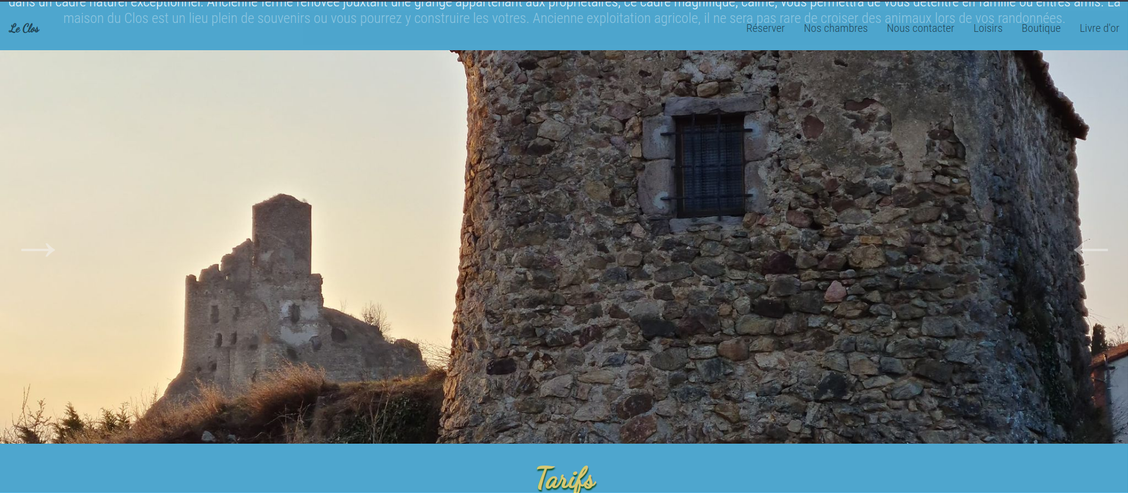 dans un cadre naturel exceptionnel. Ancienne ferme rénovée jouxtant une grange appartenant aux propriétaires, ce cadre magnifique, calme, vous permettra de vous détendre en famille ou entres amis. La
maison du Clos est un lieu plein de souvenirs ou vous pourrez y construire les votres. Ancienne exploitation agricole, il ne sera pas rare de croiser des animaux lors de vos randonnées.
Le Clos
Réserver Nos chambres Nous contacter Loisirs Boutique Livre d'or
Tarifs